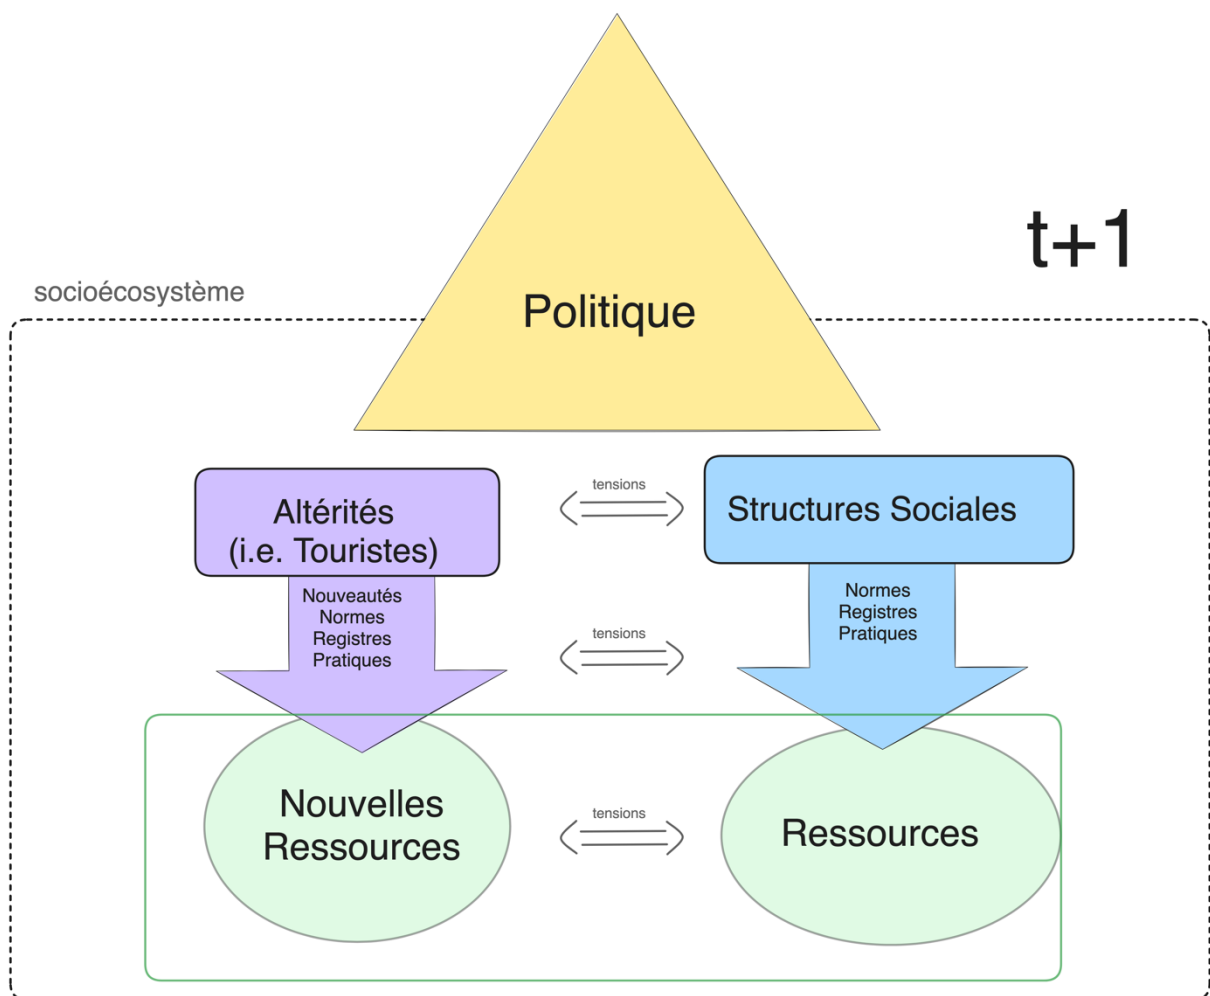 t+1
socioécosystème
Politique
Altérités
(i.e. Touristes)
tensions
Structures Sociales
Nouveautés
Normes
Registres
Pratiques
tensions
Normes
Registres
Pratiques
Nouvelles
Ressources
tensions
Ressources